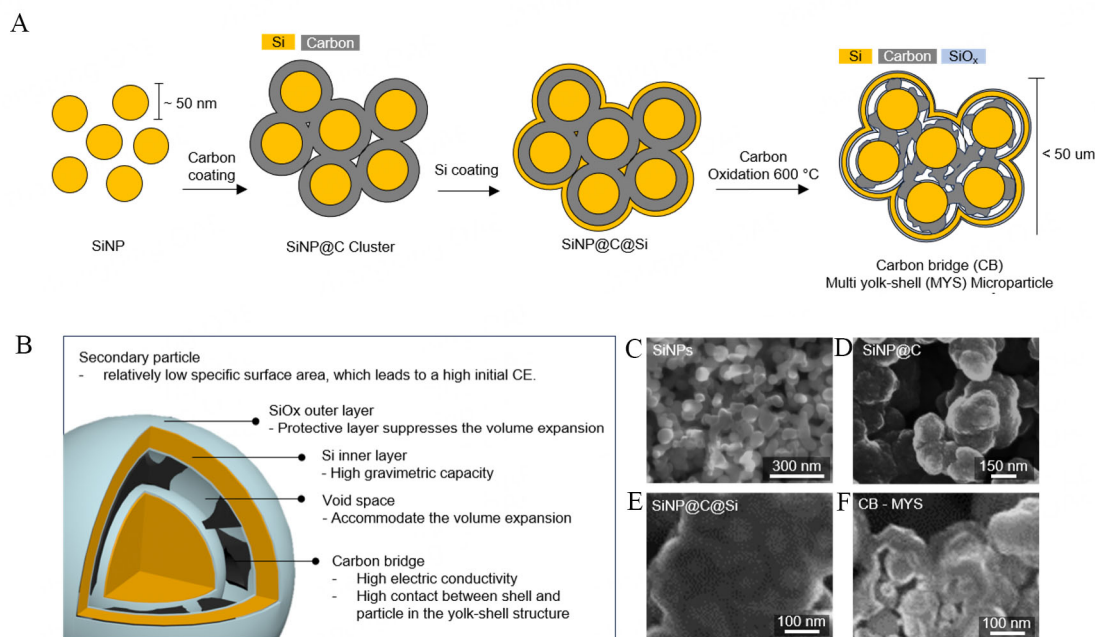 A
Si Carbon
Si Carbon SiOx
~ 50 nm
Carbon
coating
Si coating
Carbon
Oxidation 600 °C
< 50 um
SiNP
SiNP@C Cluster
SiNP@C@Si
Carbon bridge (CB)
Multi yolk-shell (MYS) Microparticle
B
Secondary particle
- relatively low specific surface area, which leads to a high initial CE.
SiOx outer layer
- Protective layer suppresses the volume expansion
Si inner layer
- High gravimetric capacity
Void space
- Accommodate the volume expansion
Carbon bridge
- High electric conductivity
- High contact between shell and
particle in the yolk-shell structure
C
SiNPs
300 nm
D
SiNP@C
150 nm
E
SiNP@C@Si
100 nm
F
CB - MYS
100 nm